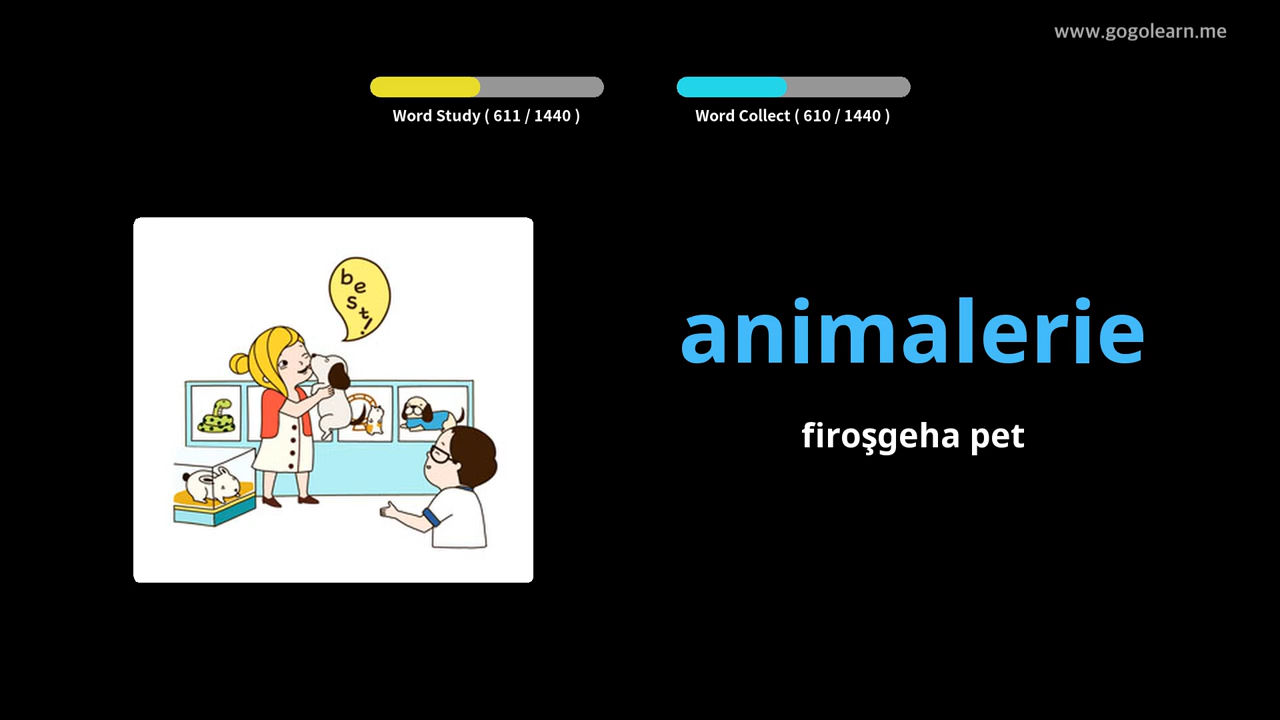 www.gogolearn.me
Word Study ( 611 / 1440 )
Word Collect ( 610 / 1440 )
best!
animalerie
firoşgeha pet